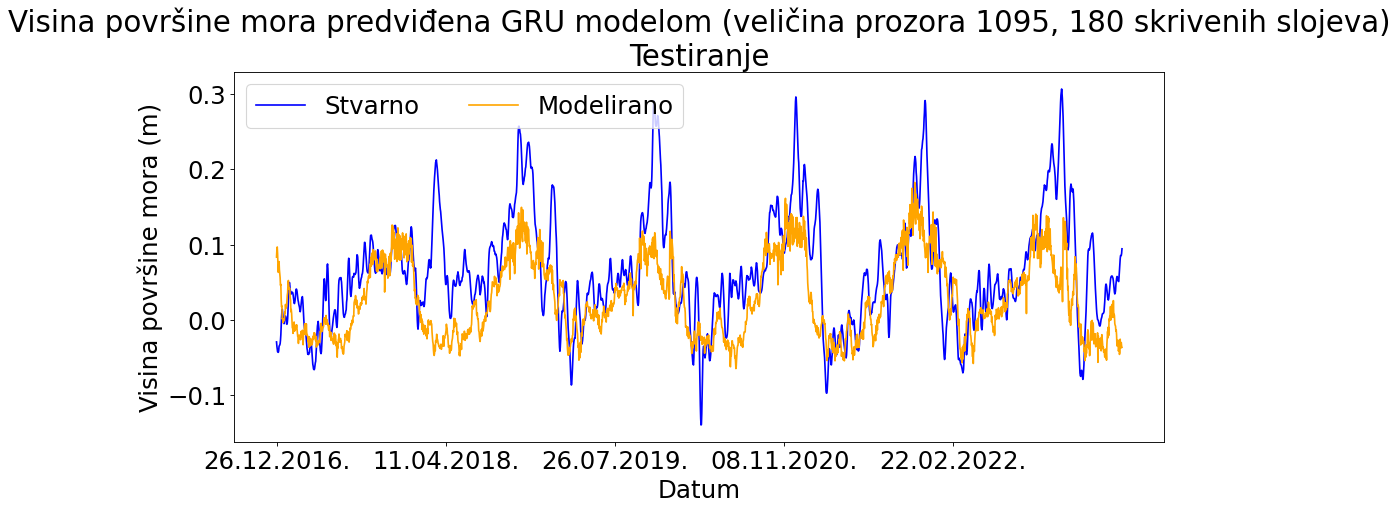 Visina površine mora predviđena GRU modelom (veličina prozora 1095, 180 skrivenih slojeva)
Testiranje
Stvarno Modelirano
Visina površine mora (m)
0.3
0.2
0.1
0.0
−0.1
26.12.2016. 11.04.2018. 26.07.2019. 08.11.2020. 22.02.2022.
Datum